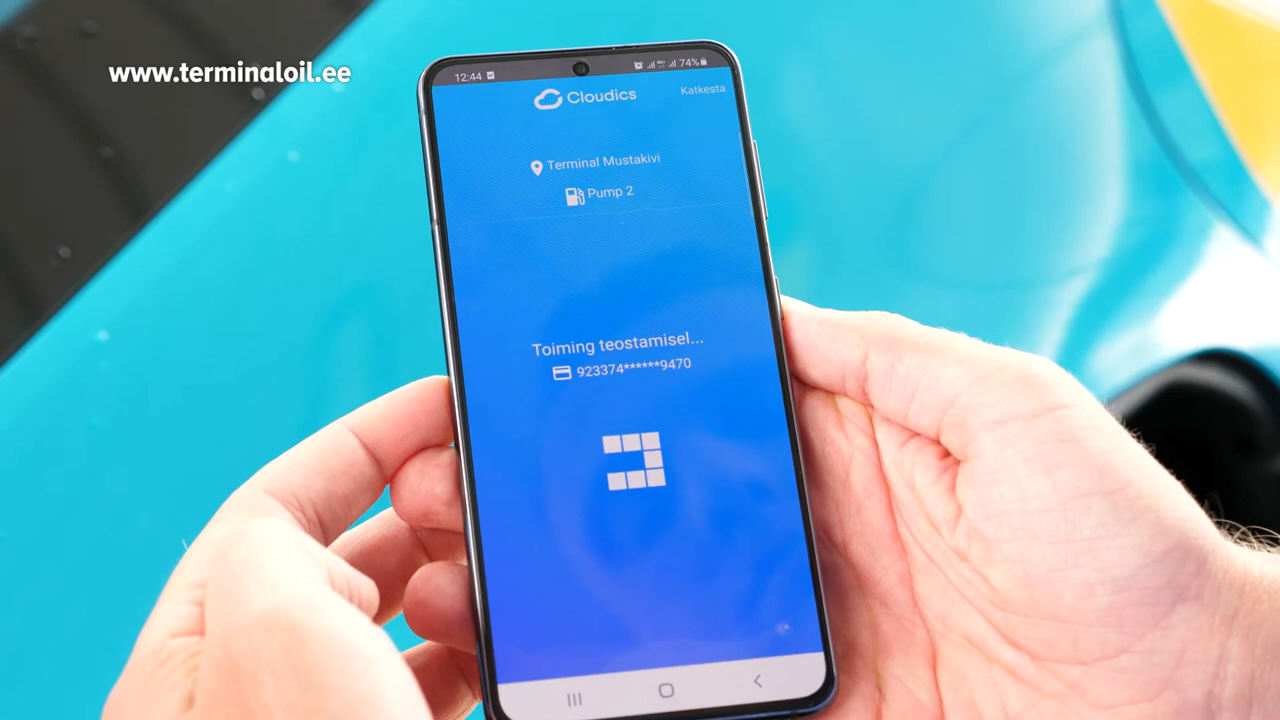 www.terminaloil.ee
12:44
74%
Cloudics
Katkesta
Terminal Mustakivi
Pump 2
Toiming teostamisel...
923374******9470